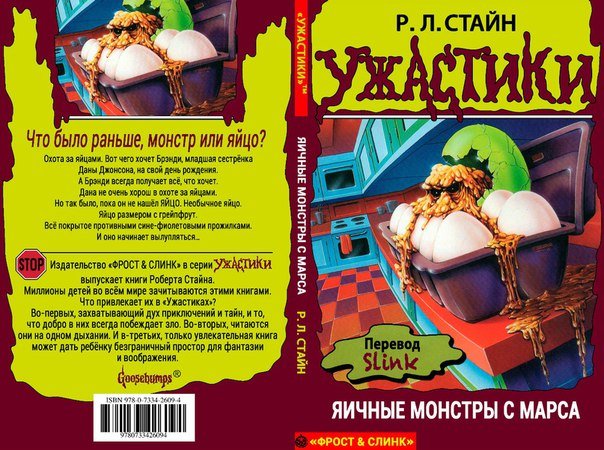 Что было раньше, монстр или яйцо?
Охота за яйцами. Вот чего хочет Брэнди, младшая сестрёнка
Даны Джонсона, на свой день рождения.
А Брэнди всегда получает всё, что хочет.
Дана не очень хорош в охоте за яйцами.
Но так было, пока он не нашёл ЯЙЦО. Необычное яйцо.
Яйцо размером с грейпфрут.
Всё покрытое противными сине-фиолетовыми прожилками.
И оно начинает вылупляться...
STOP
Издательство «ФРОСТ & СЛИНК» в серии УЖАСТИКИ
выпускает книги Роберта Стайна.
Миллионы детей во всём мире зачитываются этими книгами.
Что привлекает их в «Ужастиках»?
Во-первых, захватывающий дух приключений и тайн, и то,
что добро в них всегда побеждает зло. Во-вторых, читаются
они на одном дыхании. И в-третьих, только увлекательная книга
может дать ребёнку безграничный простор для фантазии
и воображения.
Goosebumps®
ISBN 978-0-7334-2609-4
9780733426094
«УЖАСТИКИ»™
ЯИЧНЫЕ МОНСТРЫ С МАРСА
Р. Л. СТАЙН
Р. Л. СТАЙН
УЖАСТИКИ
Перевод
Slink
ЯИЧНЫЕ МОНСТРЫ С МАРСА
«ФРОСТ & СЛИНК»